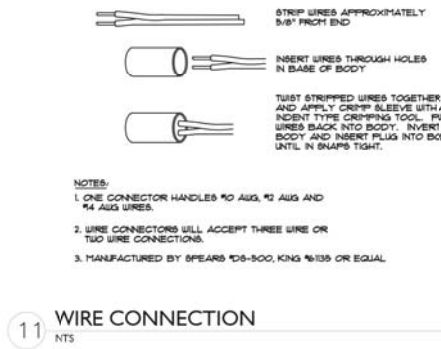 STRIP WIRES APPROXIMATELY
5/8" FROM END
INSERT WIRES THROUGH HOLES
IN BASE OF BODY
TWIST STRIPPED WIRES TOGETHER
AND APPLY CRIMP SLEEVE WITH A
INDENT TYPE CRIMPING TOOL.
WIRES BACK INTO BODY. INVERT
BODY AND INSERT PLUG INTO
UNTIL IN SNAPS TIGHT.
NOTES:
1. ONE CONNECTOR HANDLES #10 AWG, #12 AWG AND
#14 AWG WIRES.
2. WIRE CONNECTORS WILL ACCEPT THREE WIRE OR
TWO WIRE CONNECTIONS.
3. MANUFACTURED BY SPEARS #DS-500, KING OR EQUAL
11 WIRE CONNECTION
NTS